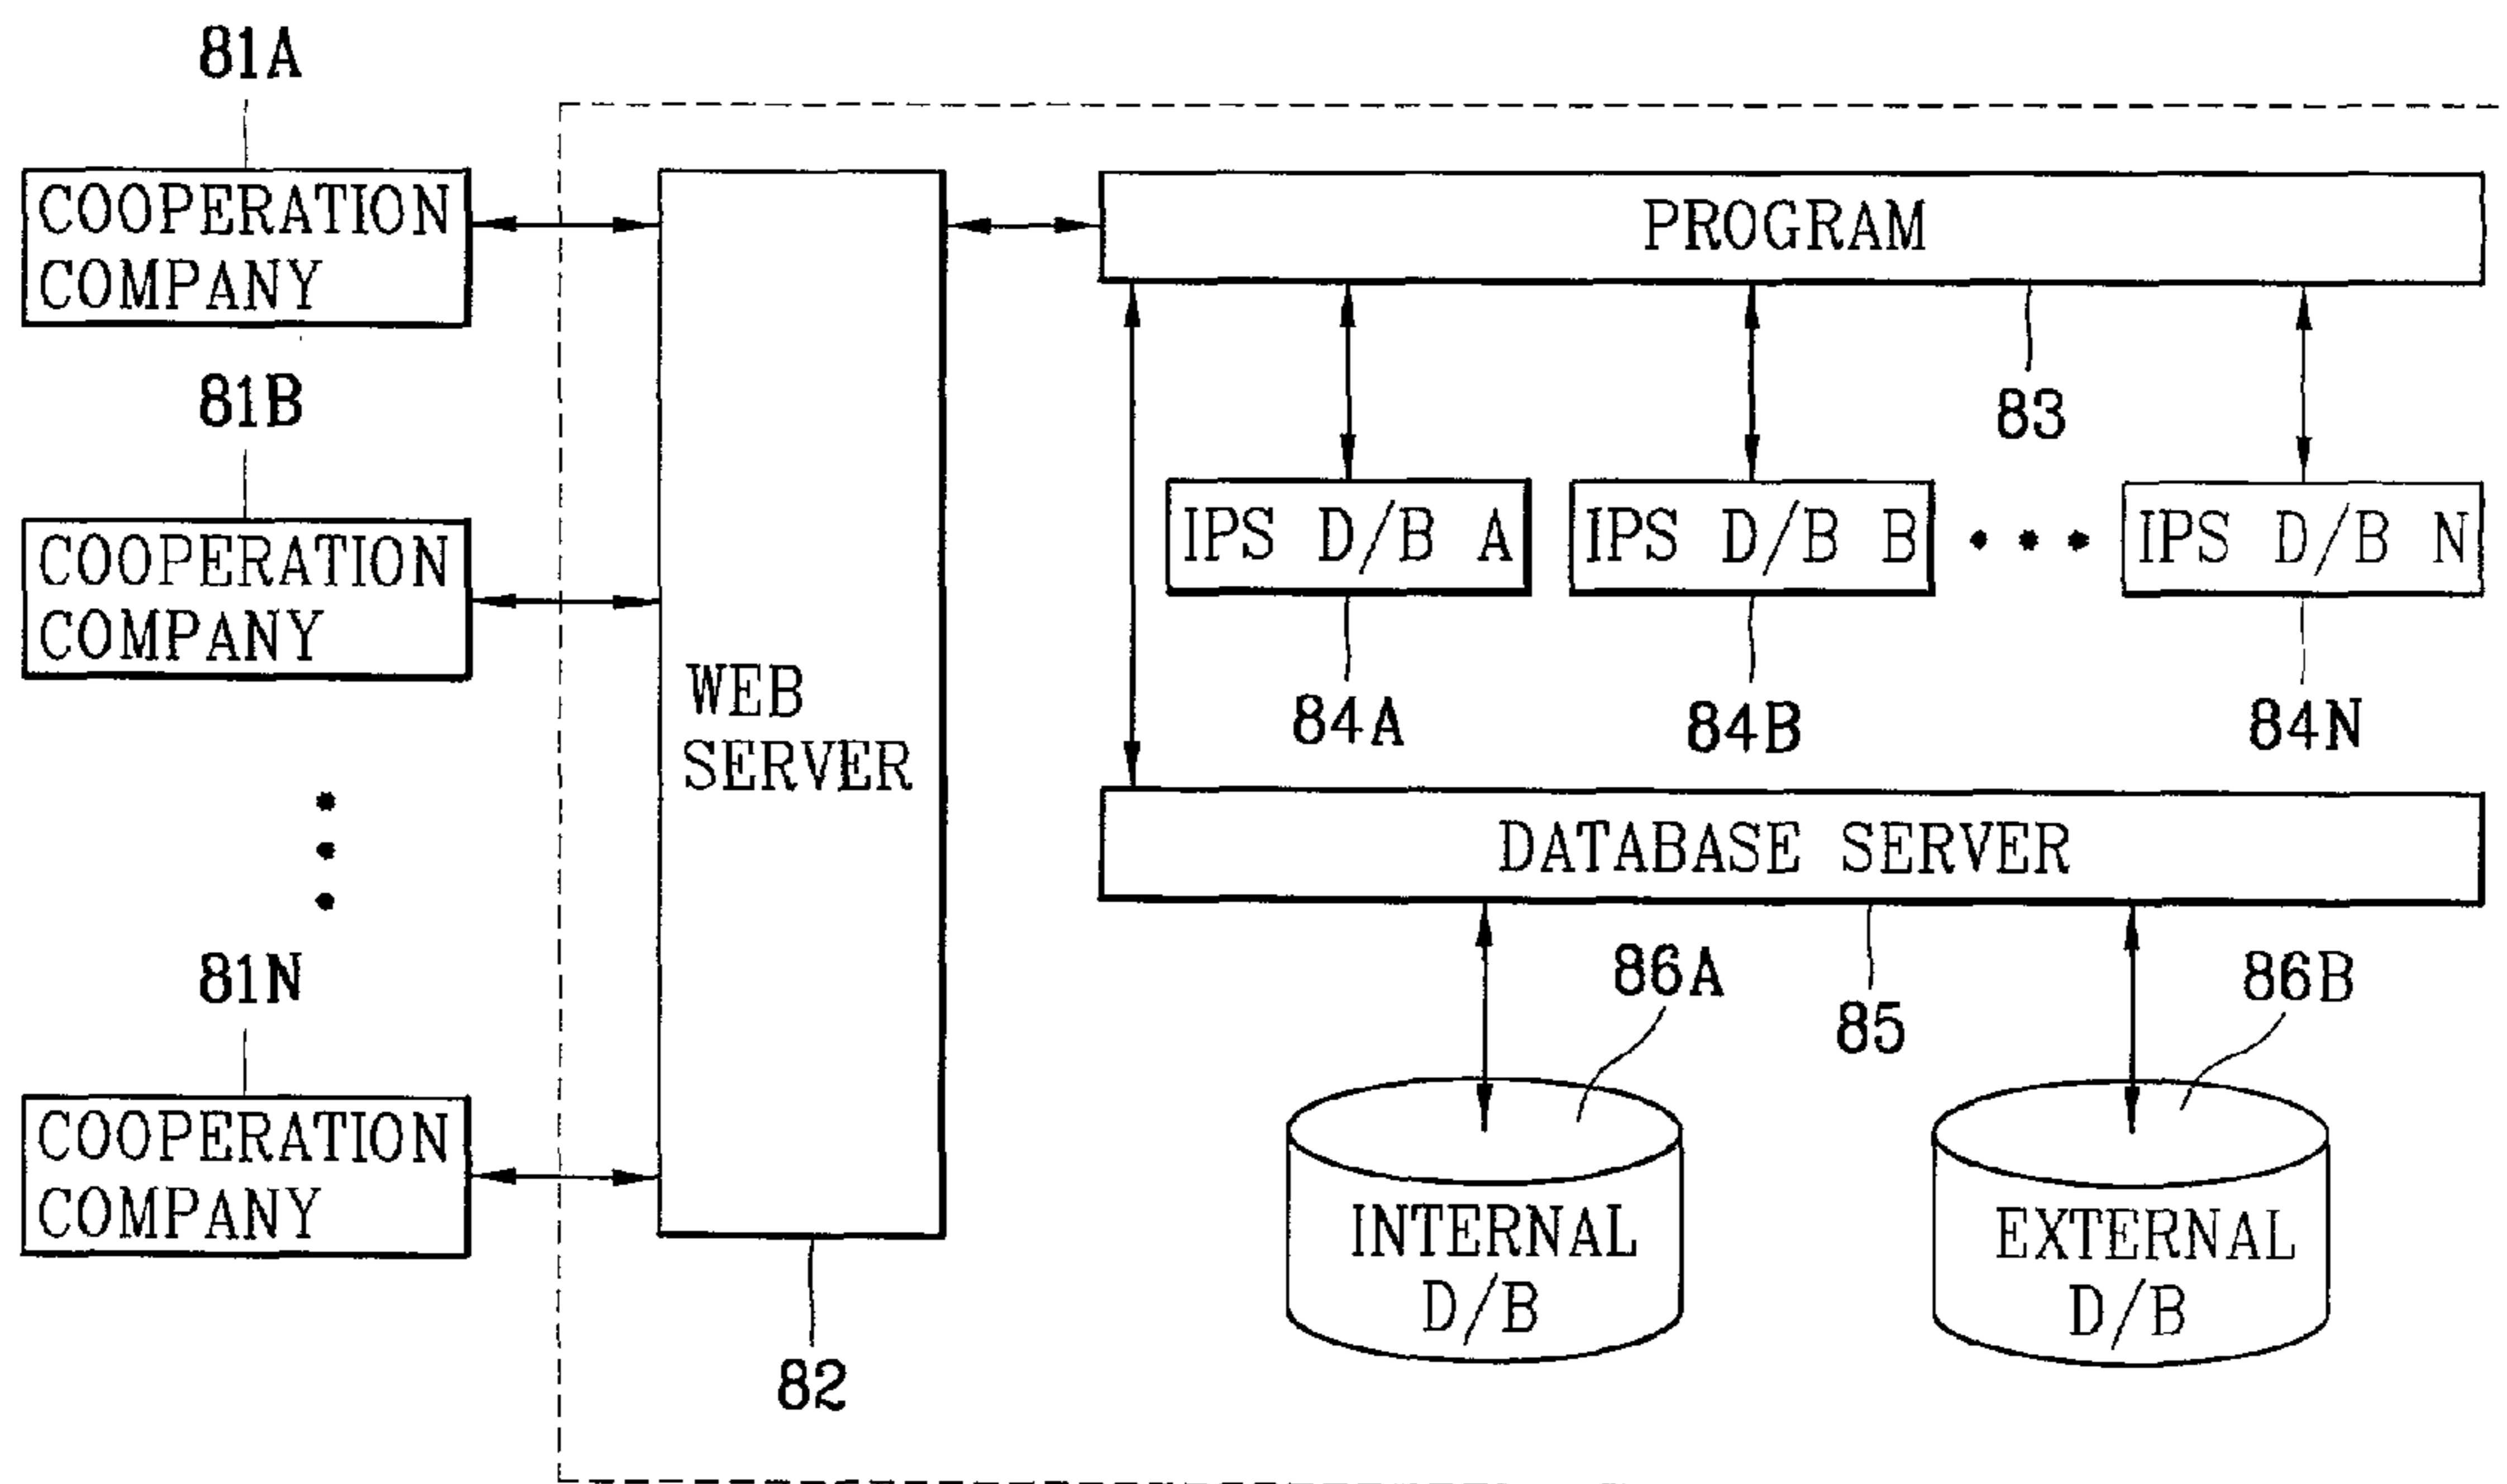 81A
COOPERATION
COMPANY
81B
COOPERATION
COMPANY
81N
COOPERATION
COMPANY
WEB
SERVER
82
PROGRAM
83
IPS D/B A
IPS D/B B
IPS D/B N
84A
84B
84N
DATABASE SERVER
85
86A
86B
INTERNAL
D/B
EXTERNAL
D/B